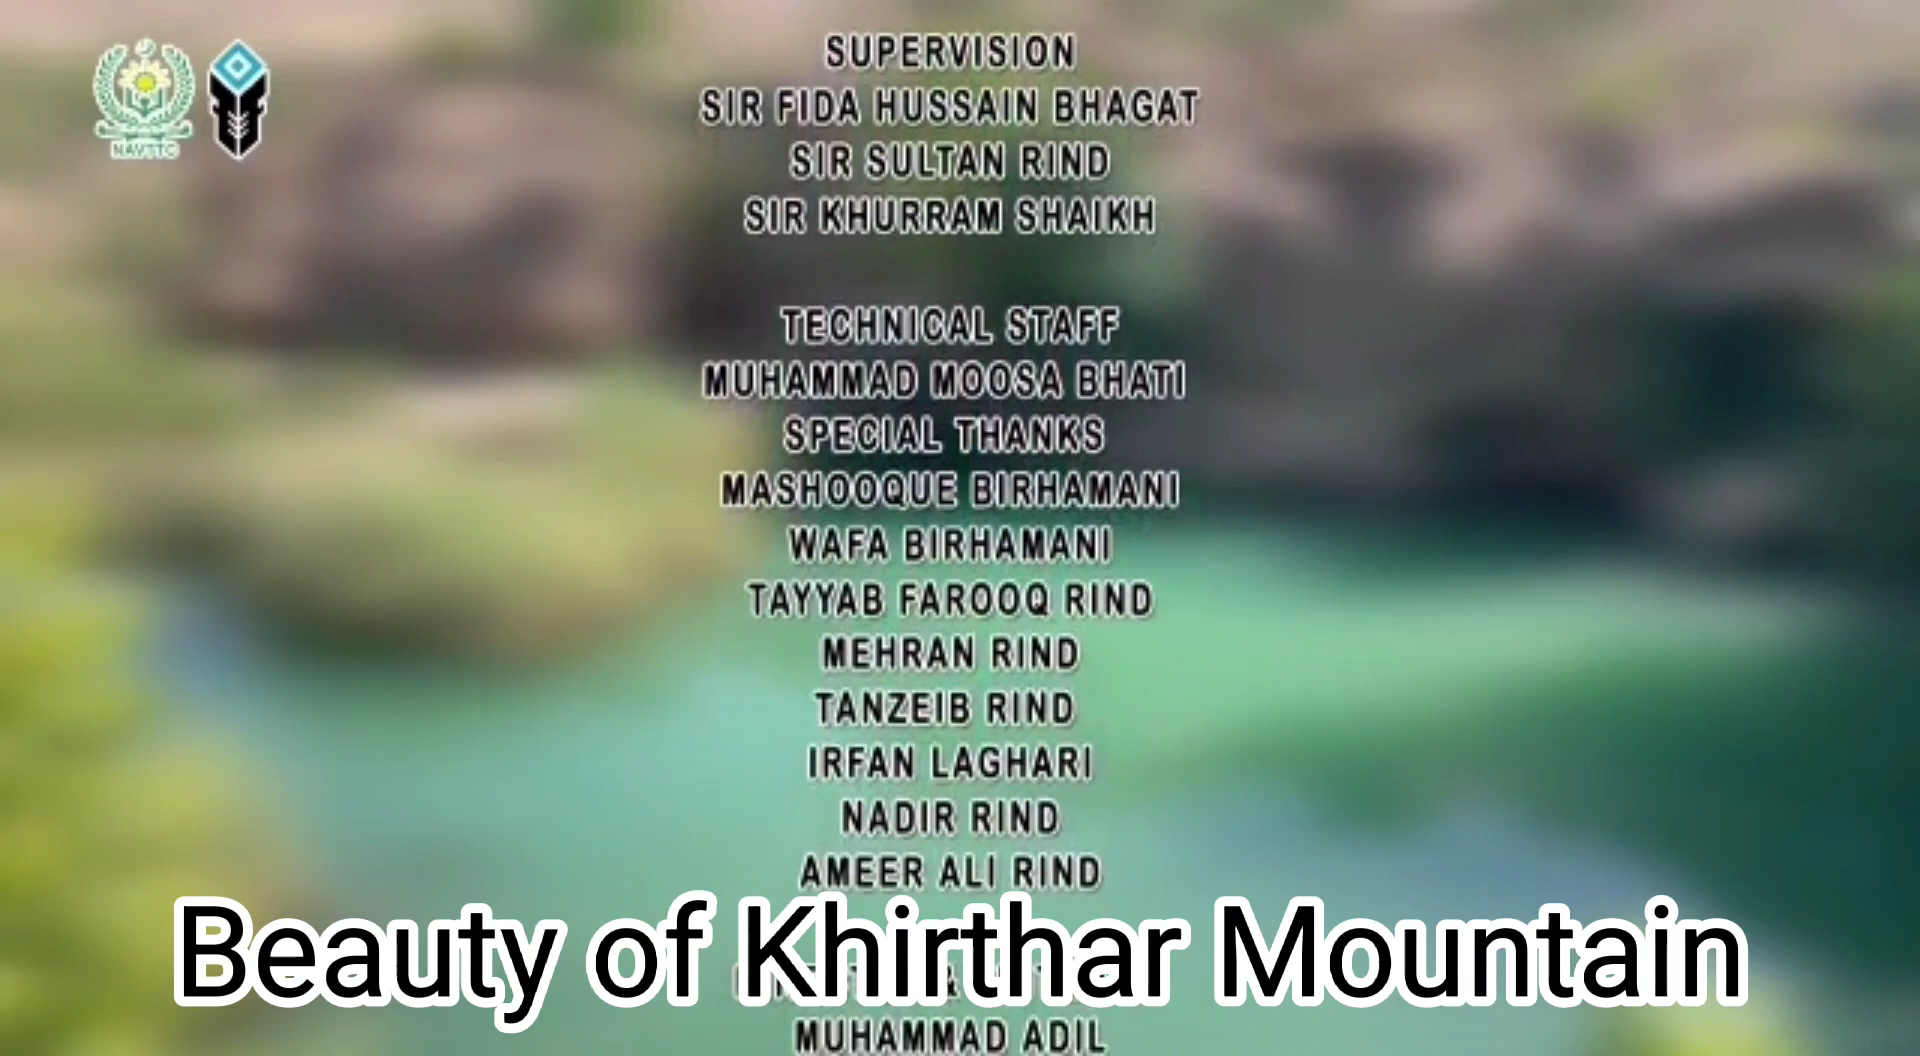 NAVTTC
SUPERVISION
SIR FIDA HUSSAIN BHAGAT
SIR SULTAN RIND
SIR KHURRAM SHAIKH
TECHNICAL STAFF
MUHAMMAD MOOSA BHATI
SPECIAL THANKS
MASHOOQUE BIRHAMANI
WAFA BIRHAMANI
TAYYAB FAROOQ RIND
MEHRAN RIND
TANZEIB RIND
IRFAN LAGHARI
NADIR RIND
AMEER ALI RIND
Beauty of Khirthar Mountain
MUHAMMAD ADIL